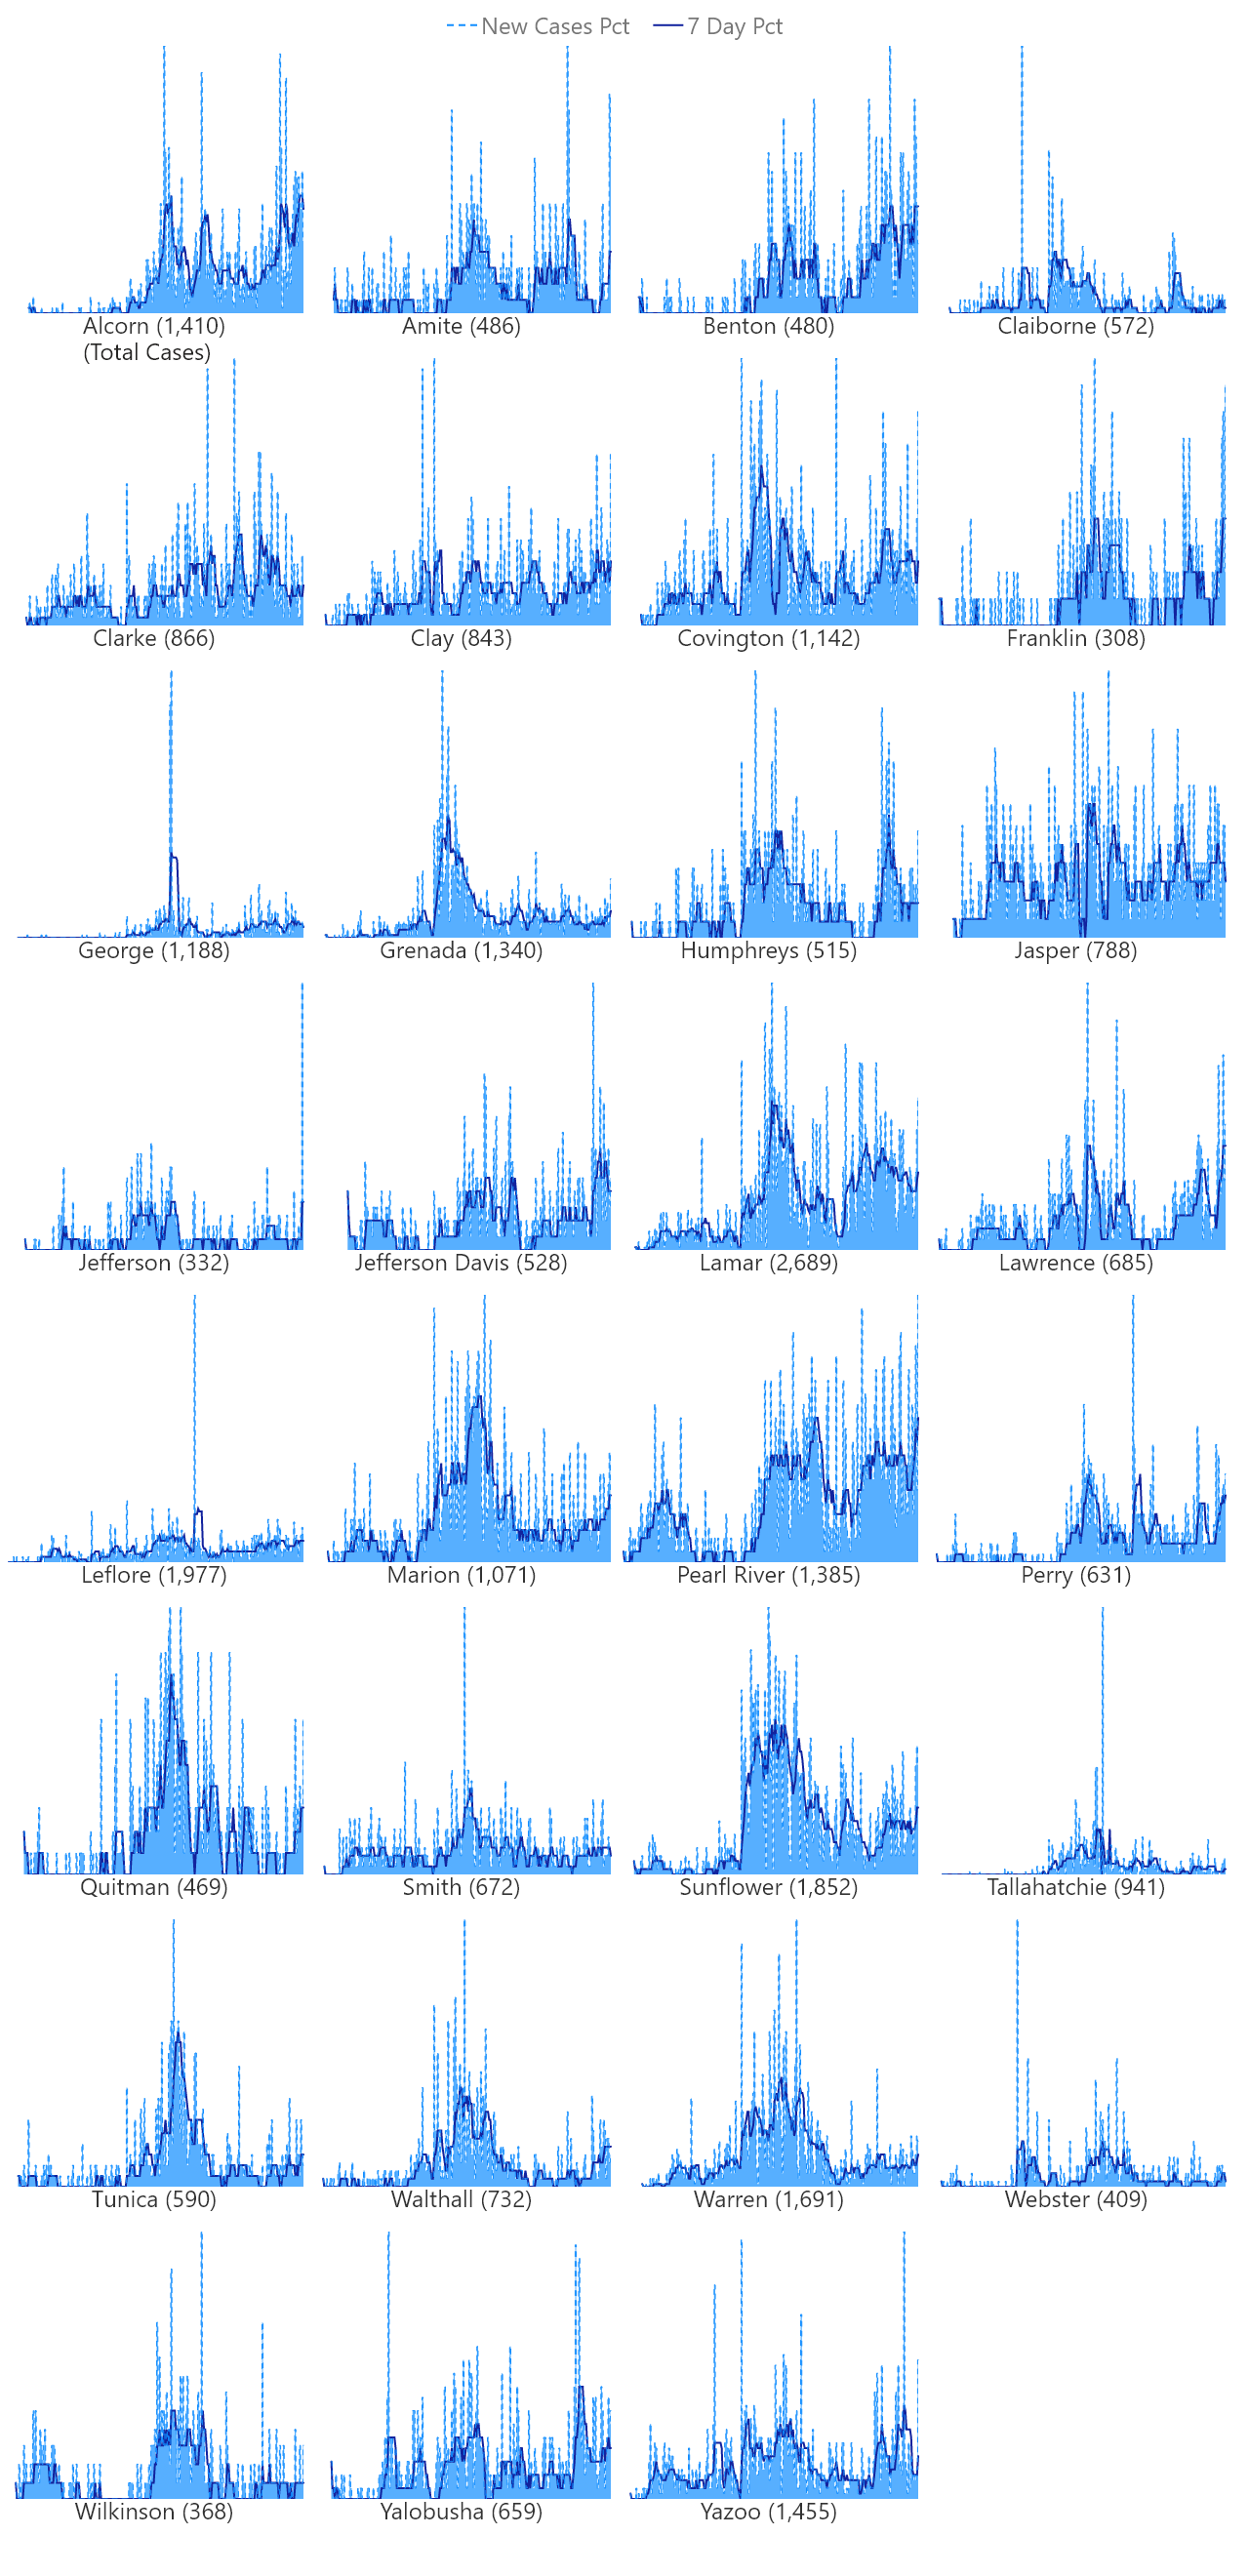 New Cases Pct 7 Day Pct
Alcorn (1,410) Amite (486) Benton (480) Claiborne (572)
(Total Cases)
Clarke (866) Clay (843) Covington (1,142) Franklin (308)
George (1,188) Grenada (1,340) Humphreys (515) Jasper (788)
Jefferson (332) Jefferson Davis (528) Lamar (2,689) Lawrence (685)
Leflore (1,977) Marion (1,071) Pearl River (1,385) Perry (631)
Quitman (469) Smith (672) Sunflower (1,852) Tallahatchie (941)
Tunica (590) Walthall (732) Warren (1,691) Webster (409)
Wilkinson (368) Yalobusha (659) Yazoo (1,455)